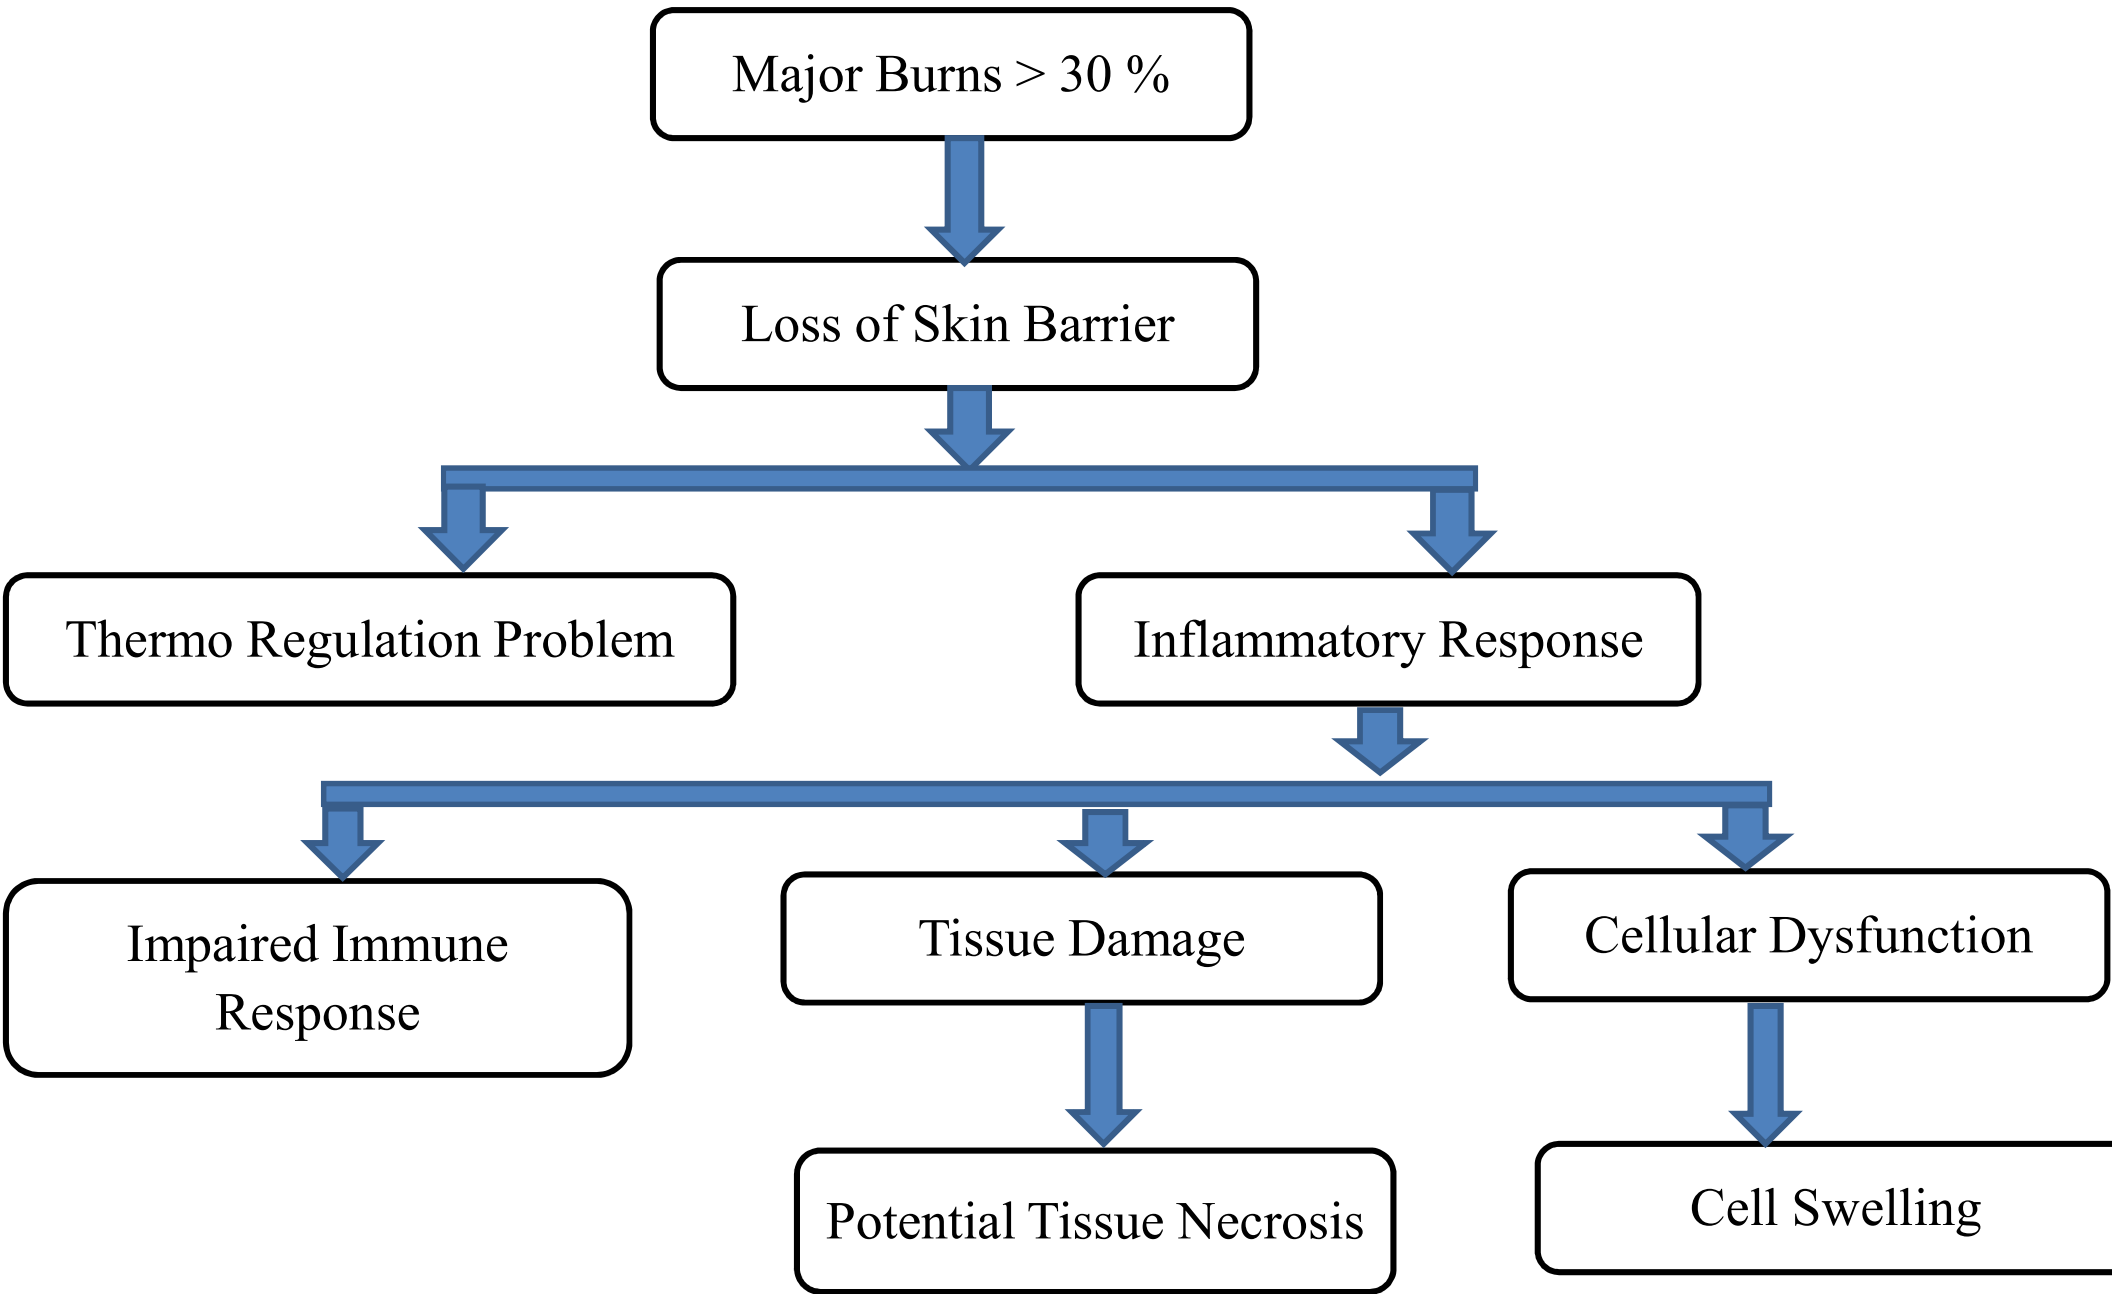 Major Burns > 30 %
Loss of Skin Barrier
Thermo Regulation Problem
Inflammatory Response
Impaired Immune
Response
Tissue Damage
Cellular Dysfunction
Potential Tissue Necrosis
Cell Swelling